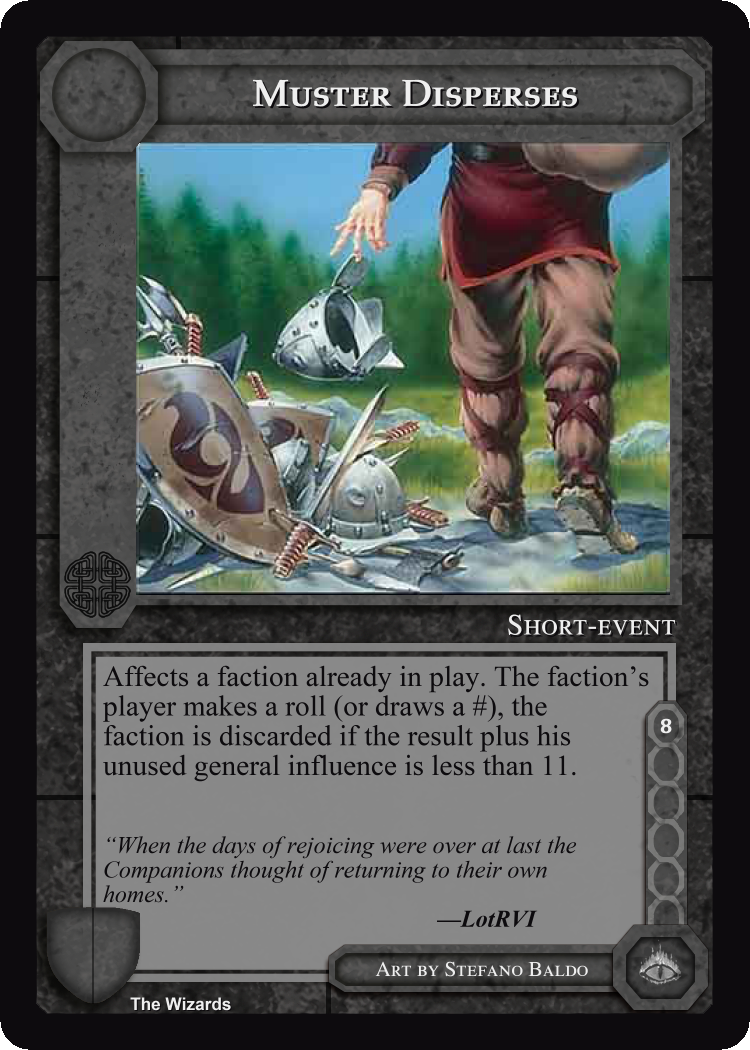 Muster Disperses
Short-event
Affects a faction already in play. The faction's
player makes a roll (or draws a #), the
faction is discarded if the result plus his
unused general influence is less than 11.
8
“When the days of rejoicing were over at last the
Companions thought of returning to their own
homes.”
—LotRVI
Art by Stefano Baldo
The Wizards